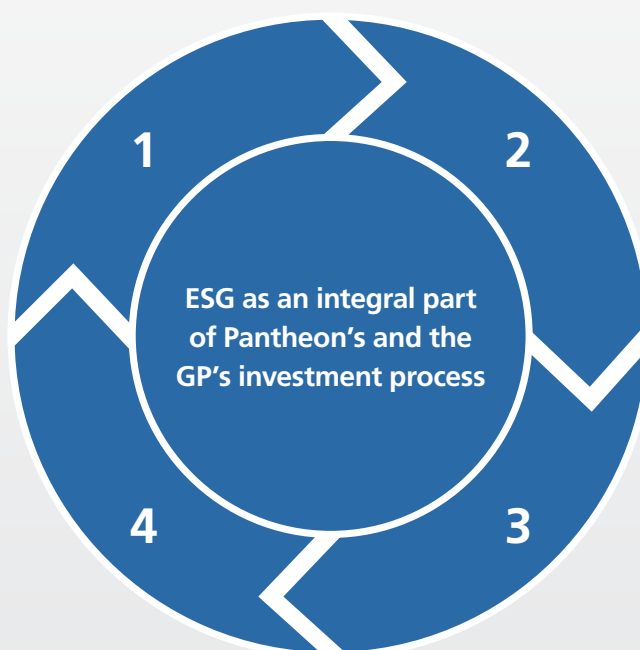 1
2
ESG as an integral part
of Pantheon’s and the
GP’s investment process
4
3